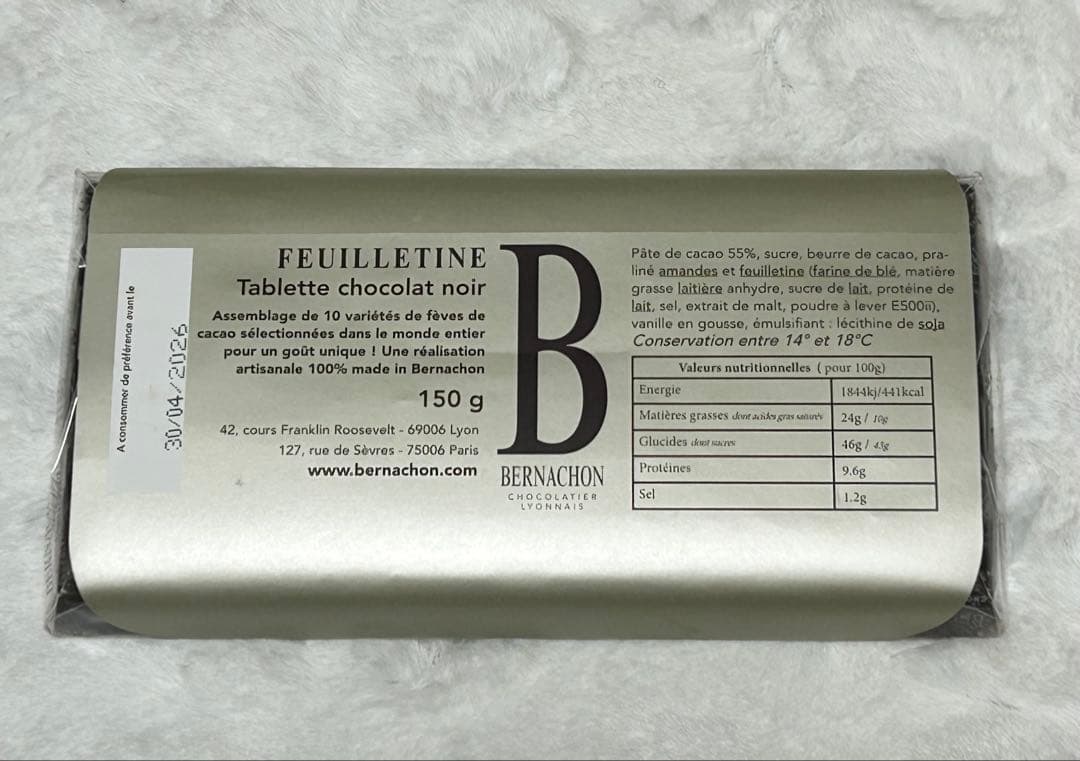 A consommer de préférence avant le
30/04/2026
FEUILLETINE
Tablette chocolat noir
Assemblage de 10 variétés de fèves de
cacao sélectionnées dans le monde entier
pour un goût unique ! Une réalisation
artisanale 100% made in Bernachon
150 g
42, cours Franklin Roosevelt - 69006 Lyon
127, rue de Sèvres - 75006 Paris
www.bernachon.com
B
BERNACHON
CHOCOLATIER
LYONNAIS
Pâte de cacao 55%, sucre, beurre de cacao, pra-
liné amandes et feuilletine (farine de blé, matière
grasse laitière anhydre, sucre de lait, protéine de
lait, sel, extrait de malt, poudre à lever E500ii),
vanille en gousse, émulsifiant : lécithine de soja
Conservation entre 14° et 18°C
Valeurs nutritionnelles ( pour 100g)
Energie 1844kj/441kcal
Matières grasses dont acides gras saturés 24g / 10g
Glucides dont sucres 46g / 43g
Protéines 9.6g
Sel 1.2g